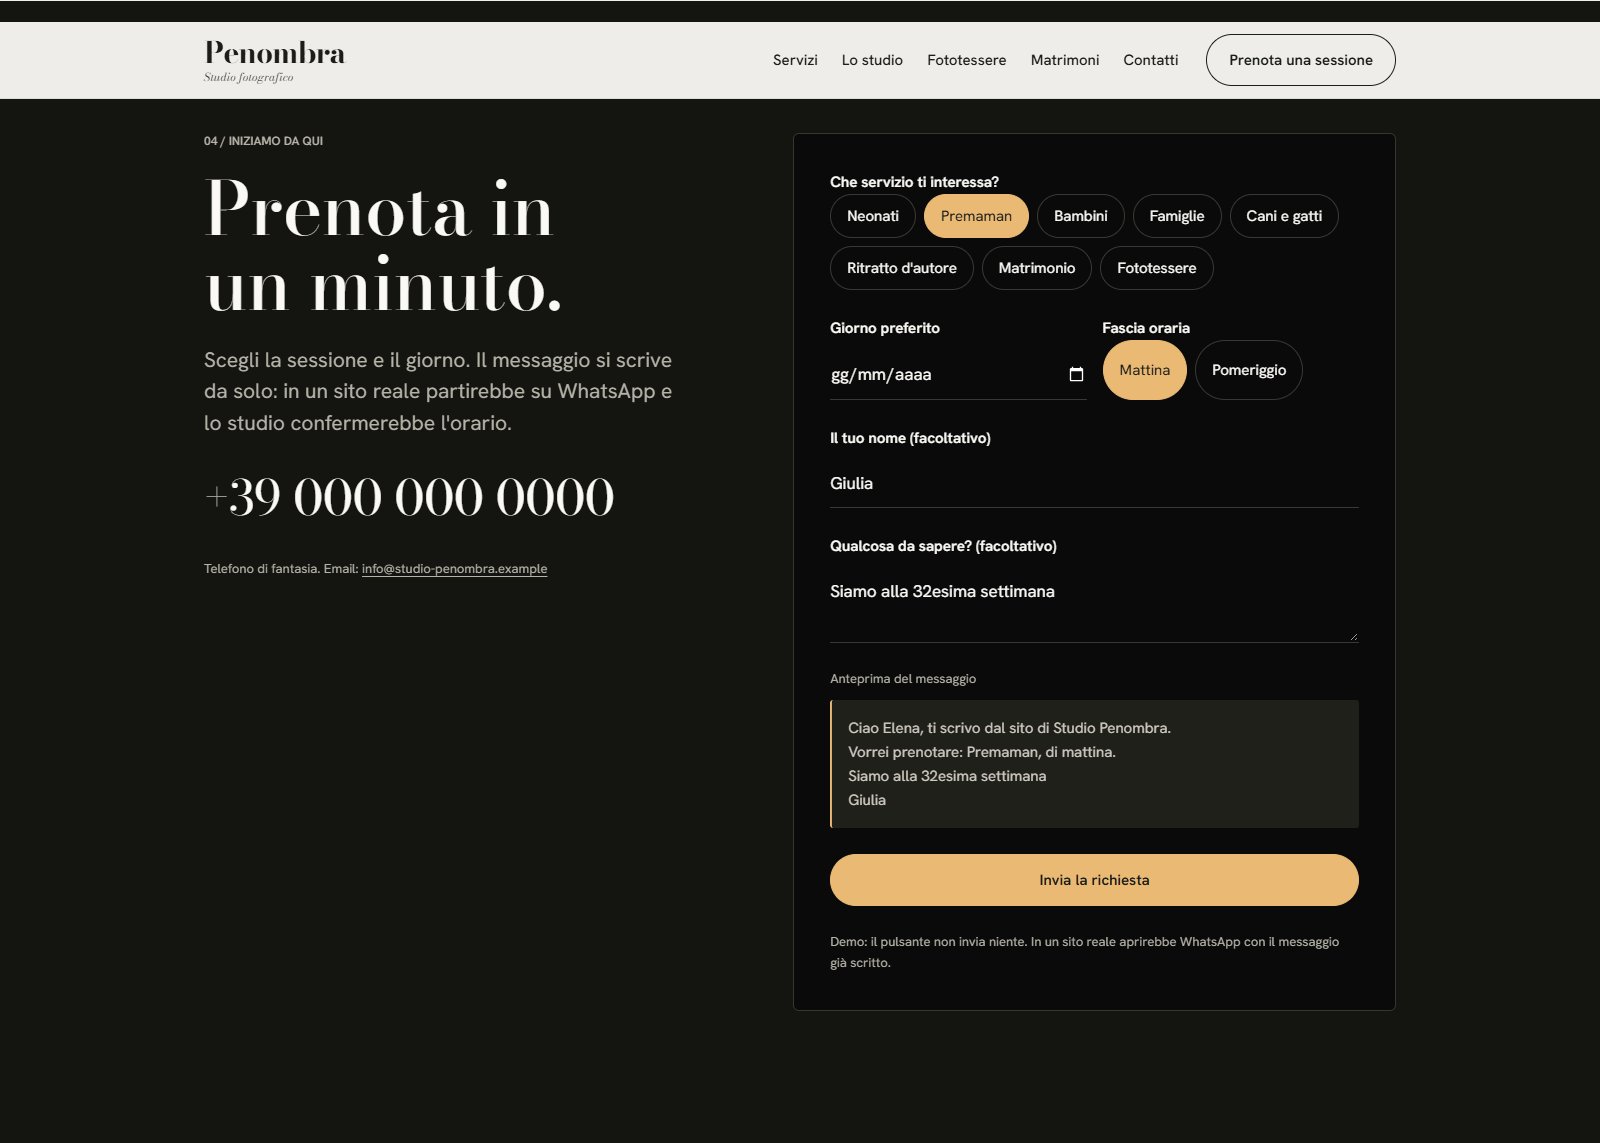 Penombra
Studio fotografico
Servizi
Lo studio
Fototessere
Matrimoni
Contatti
Prenota una sessione
04 / INIZIAMO DA QUI
Prenota in
un minuto.
Scegli la sessione e il giorno. Il messaggio si scrive
da solo: in un sito reale partirebbe su WhatsApp e
lo studio confermerebbe l'orario.
+39 000 000 0000
Telefono di fantasia. Email: info@studio-penombra.example
Che servizio ti interessa?
Neonati
Premaman
Bambini
Famiglie
Cani e gatti
Ritratto d'autore
Matrimonio
Fototessere
Giorno preferito
gg/mm/aaaa
Fascia oraria
Mattina
Pomeriggio
Il tuo nome (facoltativo)
Giulia
Qualcosa da sapere? (facoltativo)
Siamo alla 32esima settimana
Anteprima del messaggio
Ciao Elena, ti scrivo dal sito di Studio Penombra.
Vorrei prenotare: Premaman, di mattina.
Siamo alla 32esima settimana
Giulia
Invia la richiesta
Demo: il pulsante non invia niente. In un sito reale aprirebbe WhatsApp con il messaggio
già scritto.